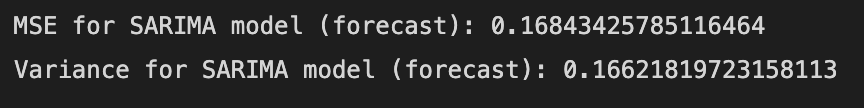 MSE for SARIMA model (forecast): 0.16843425785116464
Variance for SARIMA model (forecast): 0.16621819723158113